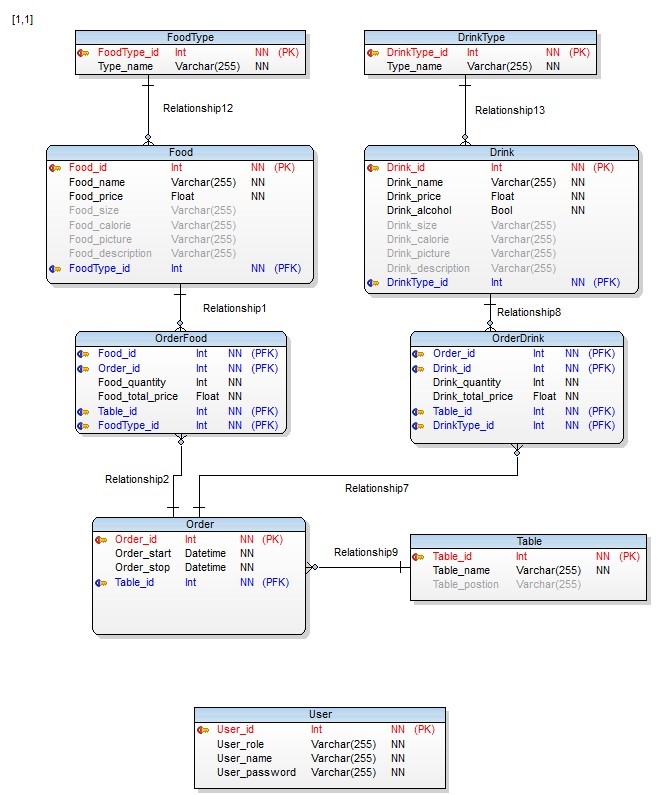 [1,1]
FoodType
FoodType_id Int NN (PK)
Type_name Varchar(255) NN
DrinkType
DrinkType_id Int NN (PK)
Type_name Varchar(255) NN
Relationship12
Relationship13
Food
Food_id Int NN (PK)
Food_name Varchar(255) NN
Food_price Float NN
Food_size Varchar(255)
Food_calorie Varchar(255)
Food_picture Varchar(255)
Food_description Varchar(255)
FoodType_id Int NN (PFK)
Drink
Drink_id Int NN (PK)
Drink_name Varchar(255) NN
Drink_price Float NN
Drink_alcohol Bool NN
Drink_size Varchar(255)
Drink_calorie Varchar(255)
Drink_picture Varchar(255)
Drink_description Varchar(255)
DrinkType_id Int NN (PFK)
Relationship1
Relationship8
OrderFood
Food_id Int NN (PFK)
Order_id Int NN (PFK)
Food_quantity Int NN
Food_total_price Float NN
Table_id Int NN (PFK)
FoodType_id Int NN (PFK)
OrderDrink
Order_id Int NN (PFK)
Drink_id Int NN (PFK)
Drink_quantity Int NN
Drink_total_price Float NN
Table_id Int NN (PFK)
DrinkType_id Int NN (PFK)
Relationship2
Relationship7
Order
Order_id Int NN (PK)
Order_start Datetime NN
Order_stop Datetime NN
Table_id Int NN (PFK)
Relationship9
Table
Table_id Int NN (PK)
Table_name Varchar(255) NN
Table_postion Varchar(255)
User
User_id Int NN (PK)
User_role Varchar(255) NN
User_name Varchar(255) NN
User_password Varchar(255) NN